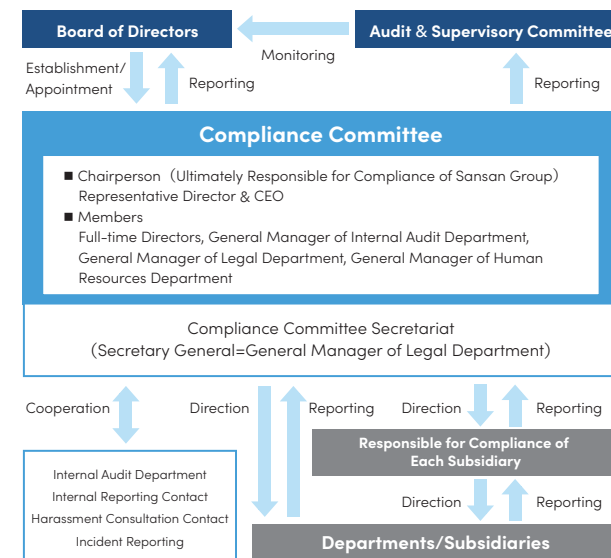 Board of Directors
Audit & Supervisory Committee
Monitoring
Establishment/
Appointment
Reporting
Reporting
Compliance Committee
■ Chairperson（Ultimately Responsible for Compliance of Sansan Group）
Representative Director & CEO
■ Members
Full-time Directors, General Manager of Internal Audit Department,
General Manager of Legal Department, General Manager of Human
Resources Department
Compliance Committee Secretariat
（Secretary General=General Manager of Legal Department）
Cooperation
Direction
Reporting
Direction
Reporting
Responsible for Compliance of
Each Subsidiary
Internal Audit Department
Internal Reporting Contact
Harassment Consultation Contact
Incident Reporting
Direction
Reporting
Departments/Subsidiaries